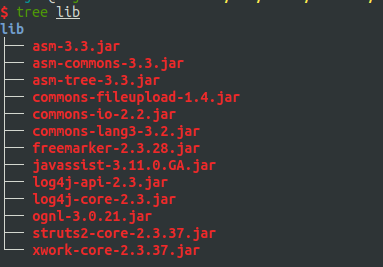 $ tree lib
lib
├── asm-3.3.jar
├── asm-commons-3.3.jar
├── asm-tree-3.3.jar
├── commons-fileupload-1.4.jar
├── commons-io-2.2.jar
├── commons-lang3-3.2.jar
├── freemarker-2.3.28.jar
├── javassist-3.11.0.GA.jar
├── log4j-api-2.3.jar
├── log4j-core-2.3.jar
├── ognl-3.0.21.jar
├── struts2-core-2.3.37.jar
└── xwork-core-2.3.37.jar